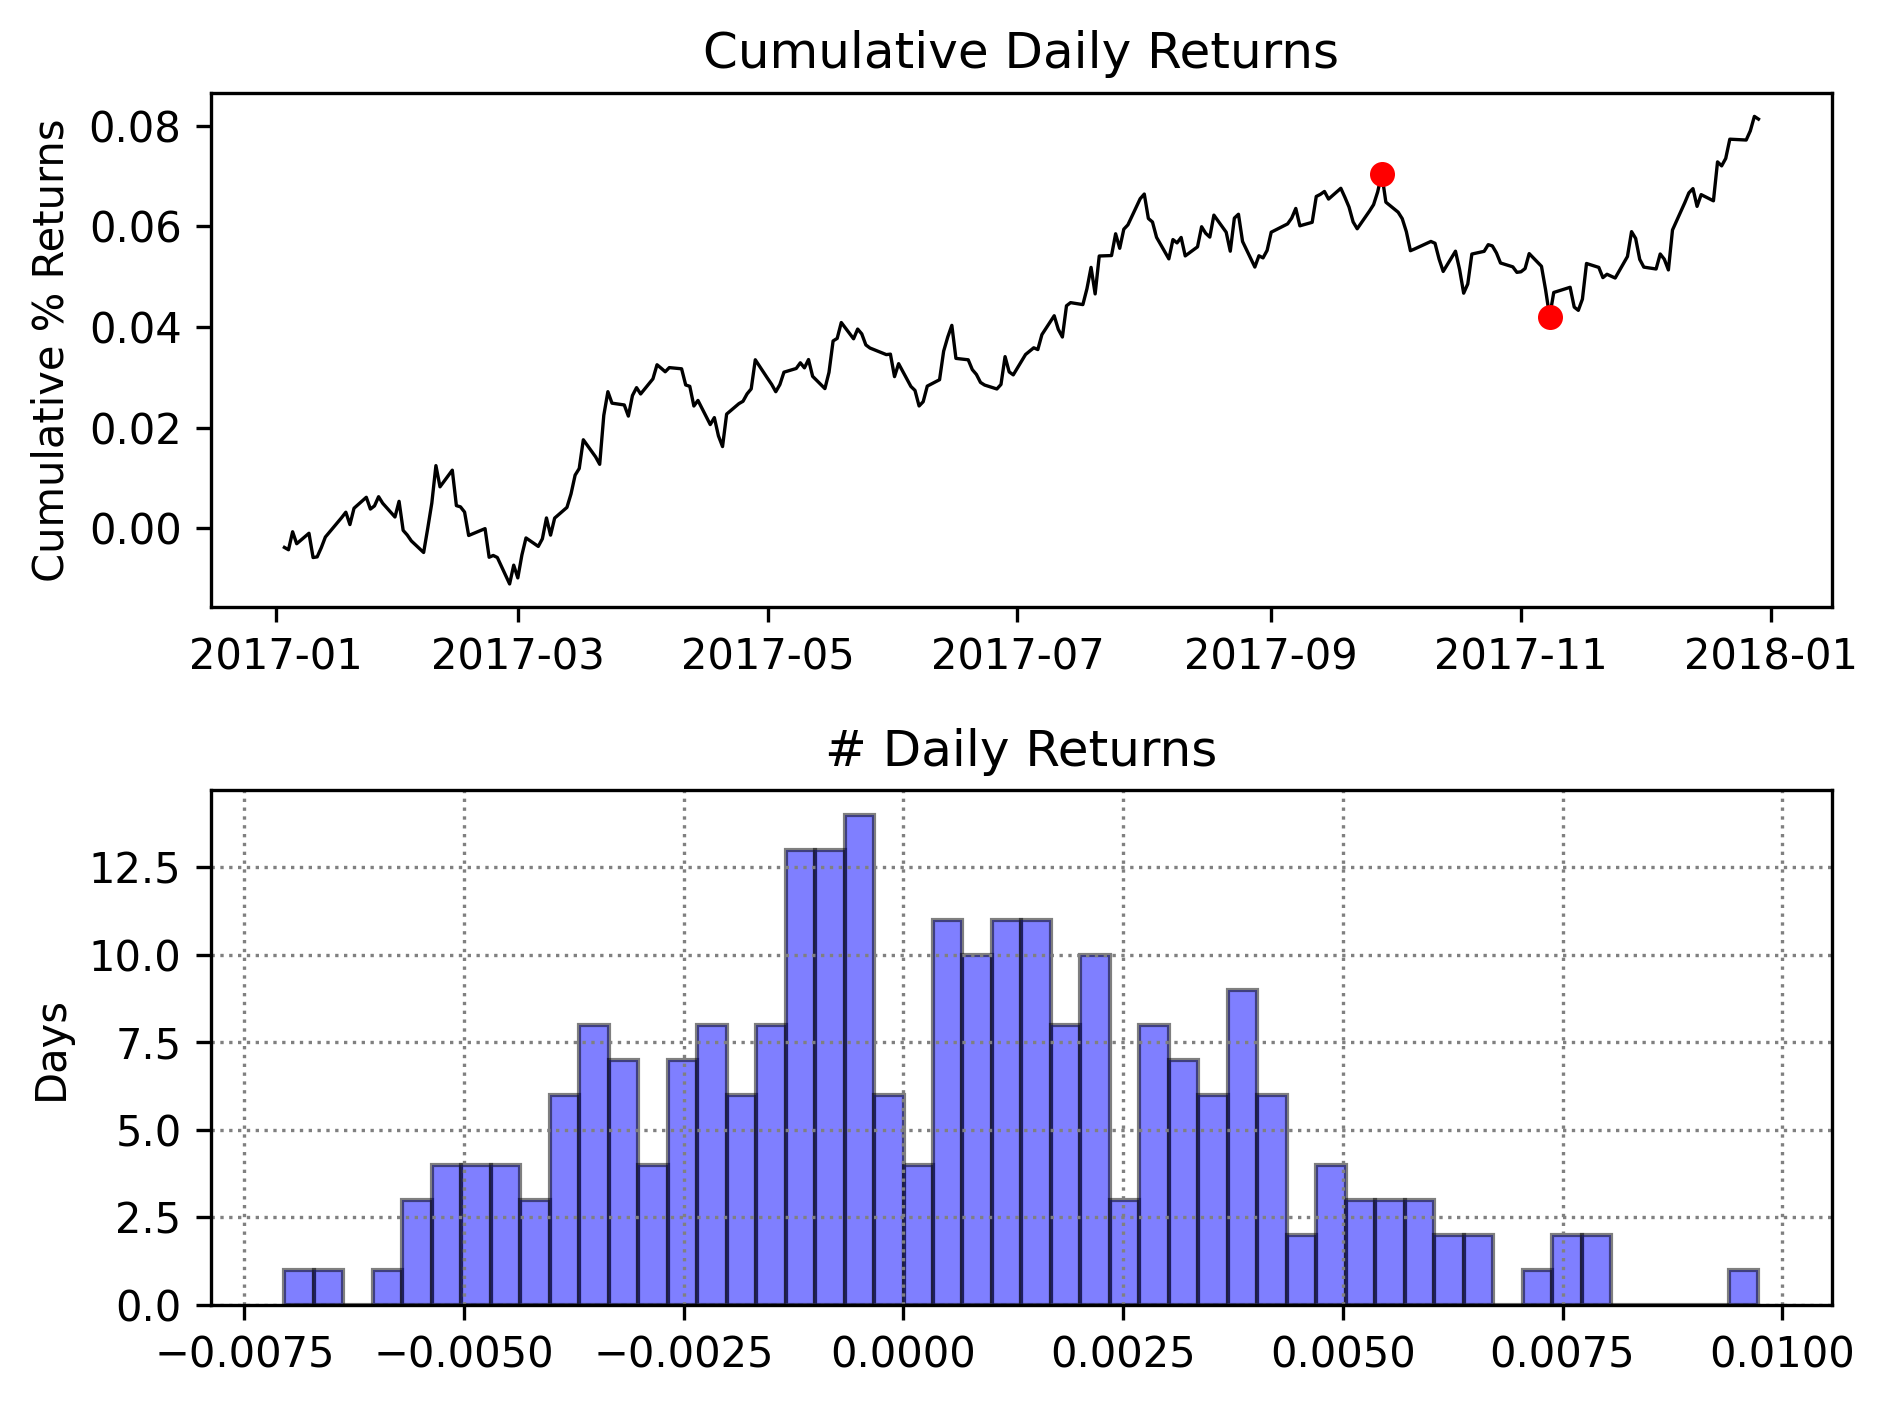 Cumulative Daily Returns
Cumulative % Returns
0.08
0.06
0.04
0.02
0.00
2017-01 2017-03 2017-05 2017-07 2017-09 2017-11 2018-01
# Daily Returns
Days
12.5
10.0
7.5
5.0
2.5
0.0
−0.0075 −0.0050 −0.0025 0.0000 0.0025 0.0050 0.0075 0.0100